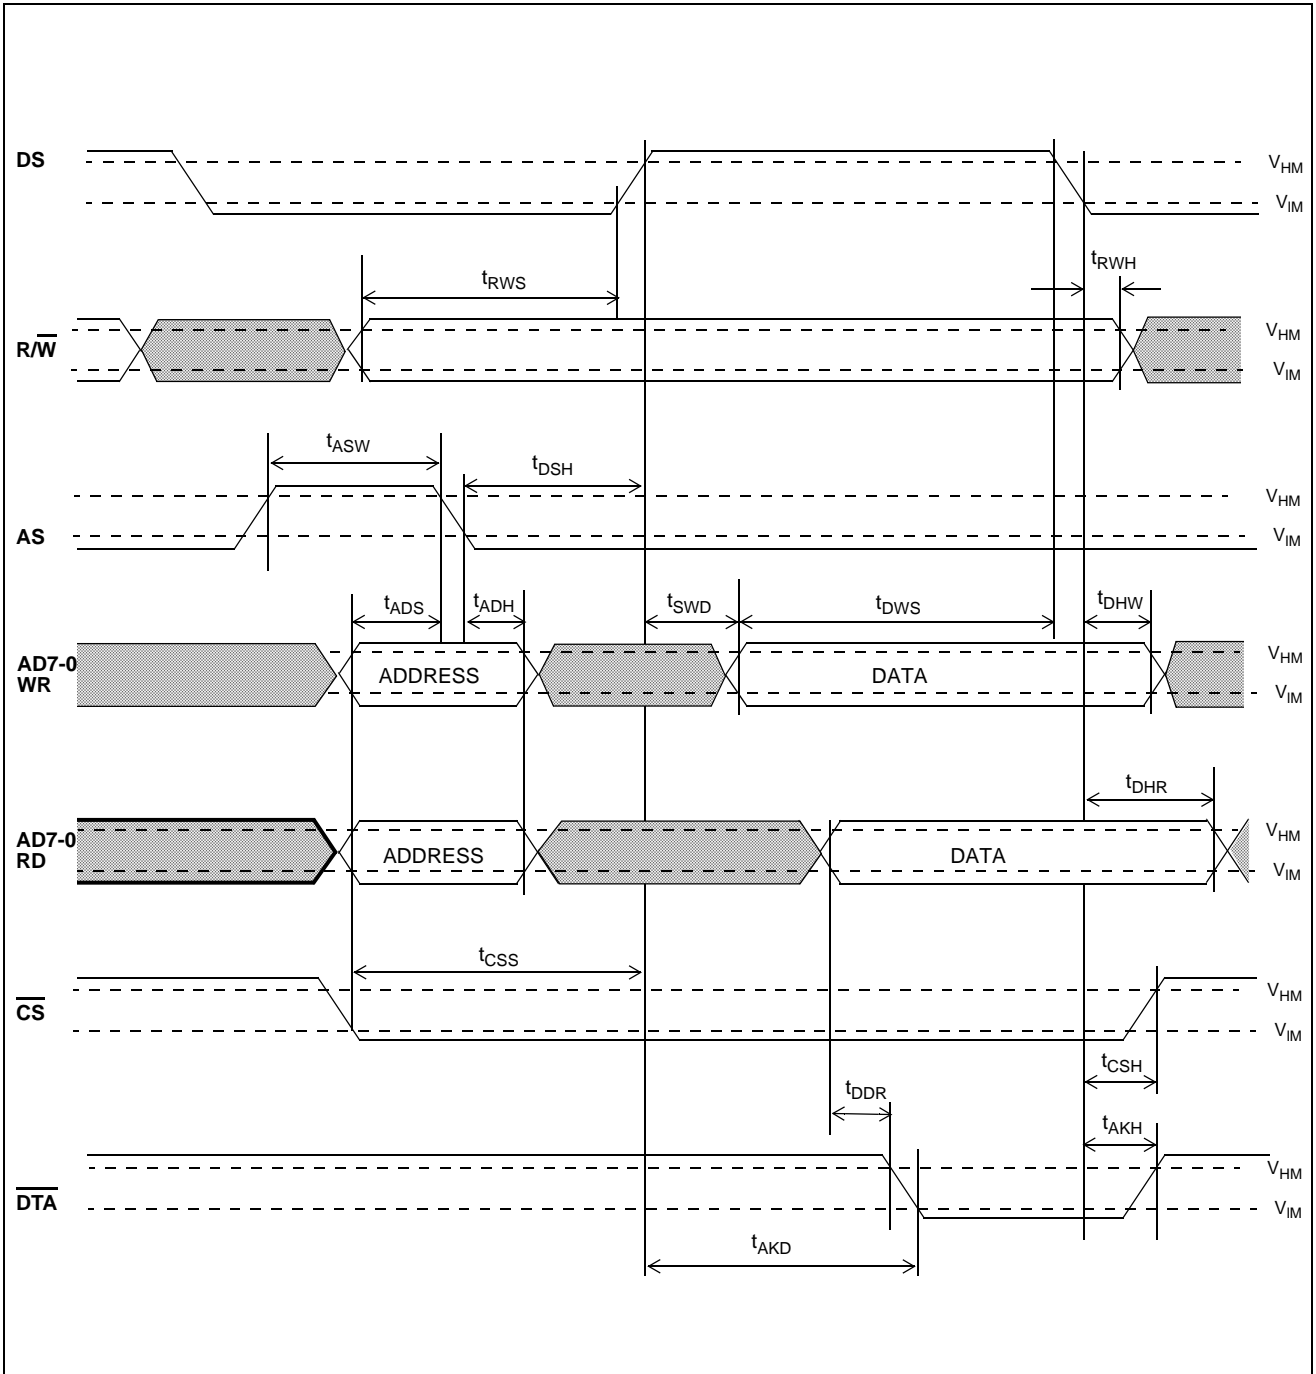 DS
V_HM
V_IM
t_RWS
t_RWH
R/W̅
V_HM
V_IM
t_ASW
t_DSH
AS
V_HM
V_IM
t_ADS
t_ADH
t_SWD
t_DWS
t_DHW
AD7-0
WR
ADDRESS
DATA
V_HM
V_IM
t_DHR
AD7-0
RD
ADDRESS
DATA
V_HM
V_IM
t_CSS
C̅S̅
V_HM
V_IM
t_CSH
t_DDR
t_AKH
D̅T̅A̅
V_HM
V_IM
t_AKD